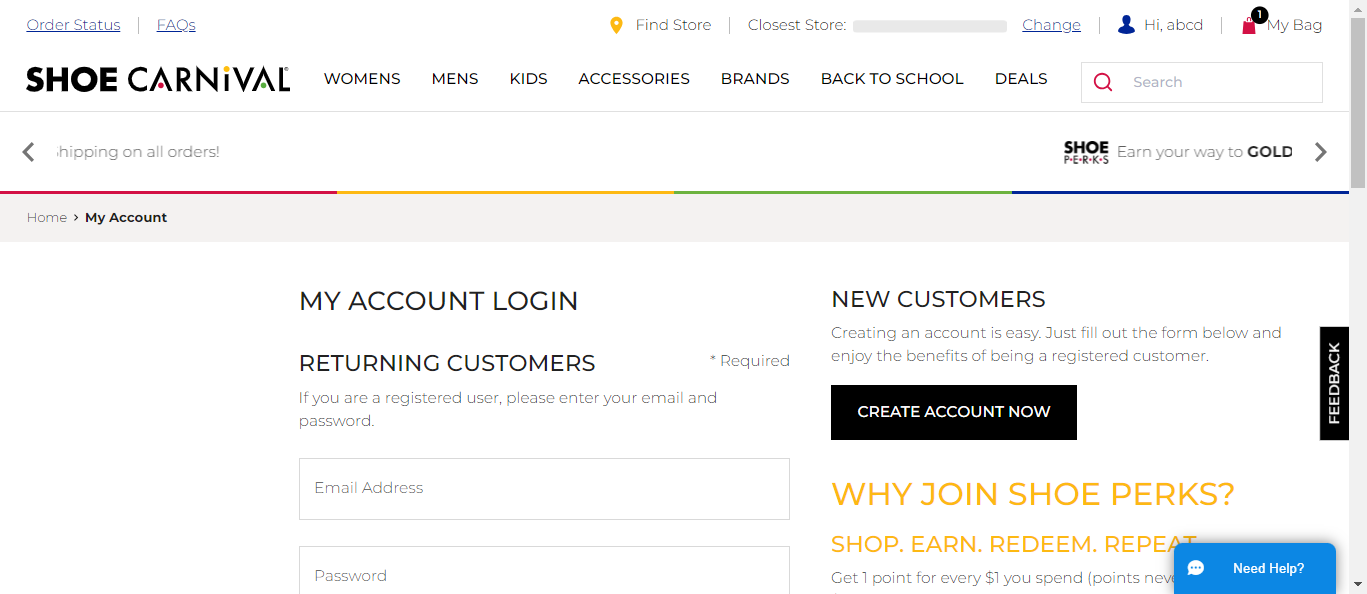 Order Status
FAQs
Find Store
Closest Store:
Change
Hi, abcd
1
My Bag
SHOE CARNiVAL
WOMENS
MENS
KIDS
ACCESSORIES
BRANDS
BACK TO SCHOOL
DEALS
Search
hipping on all orders!
SHOE
P•E•R•K•S
Earn your way to GOLD
Home › My Account
MY ACCOUNT LOGIN
RETURNING CUSTOMERS
* Required
If you are a registered user, please enter your email and
password.
Email Address
Password
NEW CUSTOMERS
Creating an account is easy. Just fill out the form below and
enjoy the benefits of being a registered customer.
CREATE ACCOUNT NOW
WHY JOIN SHOE PERKS?
SHOP. EARN. REDEEM. REPEAT.
Get 1 point for every $1 you spend (points neve
FEEDBACK
Need Help?